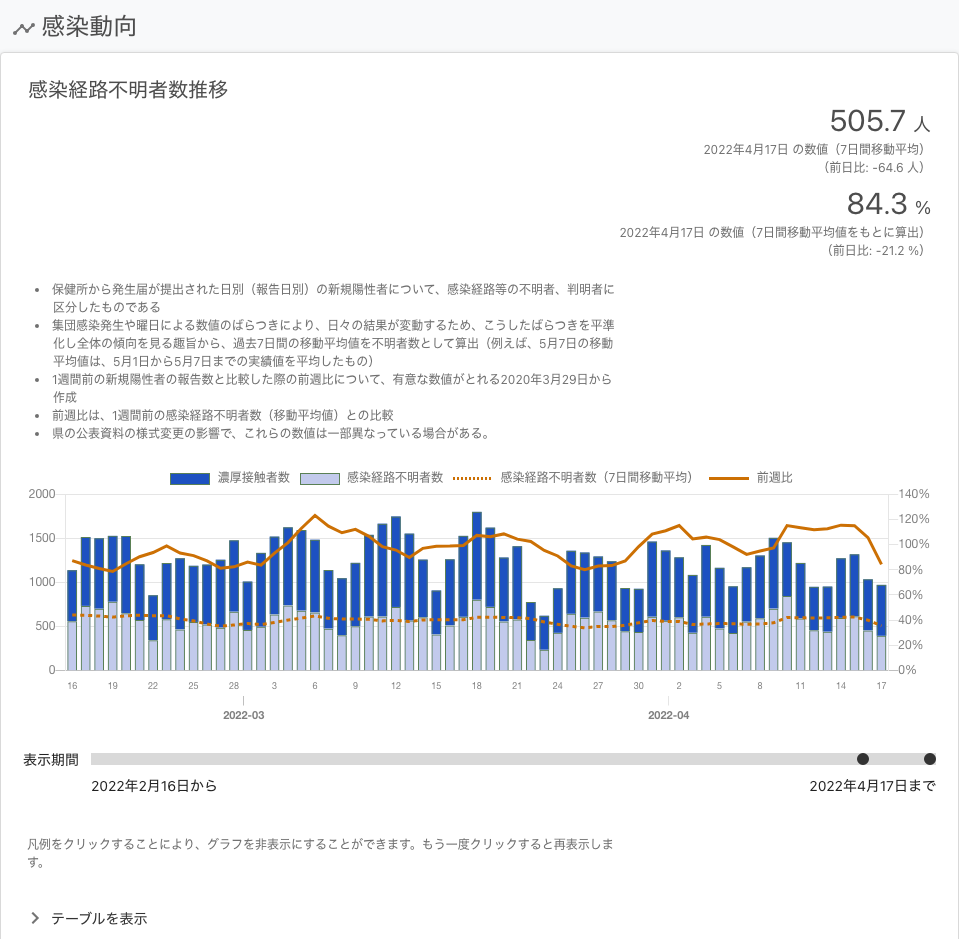 感染動向
感染経路不明者数推移
505.7 人
2022年4月17日 の数値（7日間移動平均）
（前日比: -64.6 人）
84.3 %
2022年4月17日 の数値（7日間移動平均値をもとに算出）
（前日比: -21.2 %）
• 保健所から発生届が提出された日別（報告日別）の新規陽性者について、感染経路等の不明者、判明者に
区分したものである
• 集団感染発生や曜日による数値のばらつきにより、日々の結果が変動するため、こうしたばらつきを平準
化し全体の傾向を見る趣旨から、過去7日間の移動平均値を不明者数として算出（例えば、5月7日の移動
平均値は、5月1日から5月7日までの実績値を平均したもの）
• 1週間前の新規陽性者の報告数と比較した際の前週比について、有意な数値がとれる2020年3月29日から
作成
• 前週比は、1週間前の感染経路不明者数（移動平均値）との比較
• 県の公表資料の様式変更の影響で、これらの数値は一部異なっている場合がある。
濃厚接触者数 感染経路不明者数 感染経路不明者数（7日間移動平均） 前週比
2000 140%
120%
1500
100%
1000 80%
60%
500 40%
20%
0 0%
16 19 22 25 28 3 6 9 12 15 18 21 24 27 30 2 5 8 11 14 17
2022-03 2022-04
表示期間
2022年2月16日から 2022年4月17日まで
凡例をクリックすることにより、グラフを非表示にすることができます。もう一度クリックすると再表示しま
す。
テーブルを表示